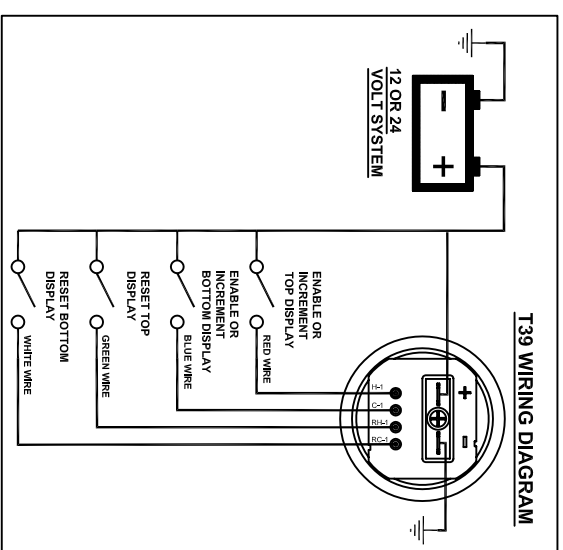 T39 WIRING DIAGRAM
12 OR 24
VOLT SYSTEM
-
+
+
-
H-1
C-1
RH-1
RC-1
ENABLE OR
INCREMENT
TOP DISPLAY
RED WIRE
ENABLE OR
INCREMENT
BOTTOM DISPLAY
BLUE WIRE
RESET TOP
DISPLAY
GREEN WIRE
RESET BOTTOM
DISPLAY
WHITE WIRE